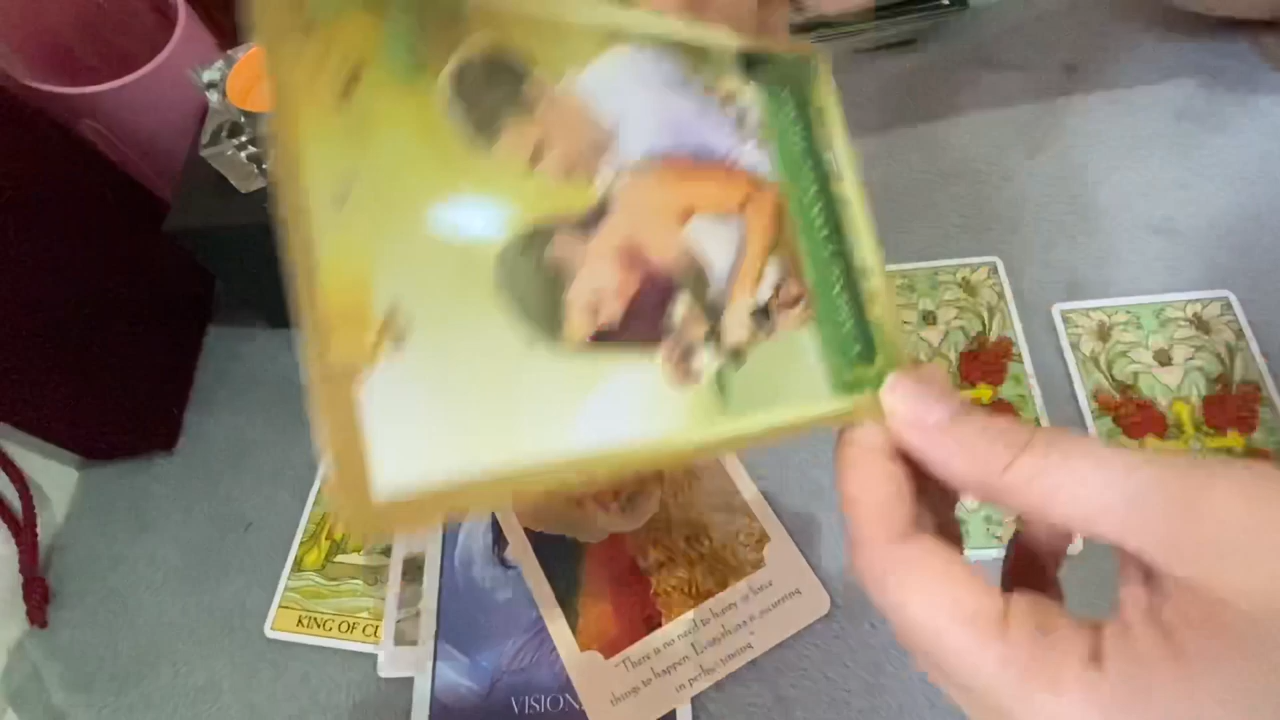 KING OF CU
VISION
"There is no need to hurry or force
things to happen. Everything is occurring
in perfect timing"